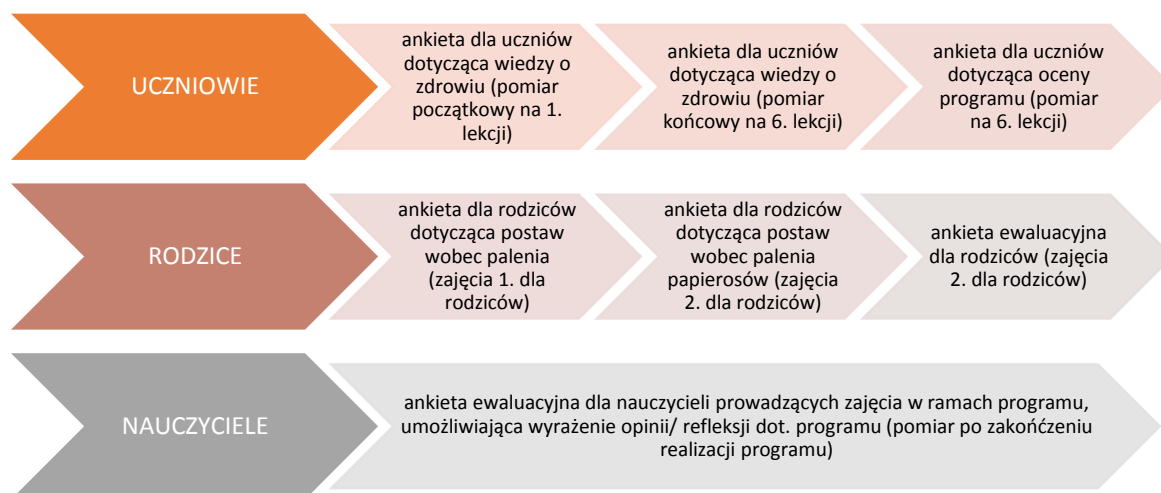 UCZNIOWIE
ankieta dla uczniów
dotycząca wiedzy o
zdrowiu (pomiar
początkowy na 1.
lekcji)
ankieta dla uczniów
dotycząca wiedzy o
zdrowiu (pomiar
końcowy na 6. lekcji)
ankieta dla uczniów
dotycząca oceny
programu (pomiar
na 6. lekcji)
RODZICE
ankieta dla rodziców
dotycząca postaw
wobec palenia
(zajęcia 1. dla
rodziców)
ankieta dla rodziców
dotycząca postaw
wobec palenia
papierosów (zajęcia
2. dla rodziców)
ankieta ewaluacyjna
dla rodziców (zajęcia
2. dla rodziców)
NAUCZYCIELE
ankieta ewaluacyjna dla nauczycieli prowadzących zajęcia w ramach programu,
umożliwiająca wyrażenie opinii/ refleksji dot. programu (pomiar po zakońćzeniu
realizacji programu)